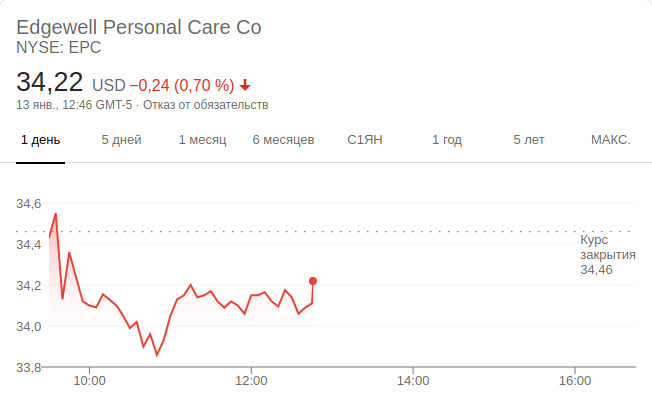 Edgewell Personal Care Co
NYSE: EPC
34,22 USD −0,24 (0,70 %)
13 янв., 12:46 GMT-5 · Отказ от обязательств
1 день 5 дней 1 месяц 6 месяцев С1ЯН 1 год 5 лет МАКС.
34,6
34,4
Курс
закрытия
34,46
34,2
34,0
33,8
10:00 12:00 14:00 16:00